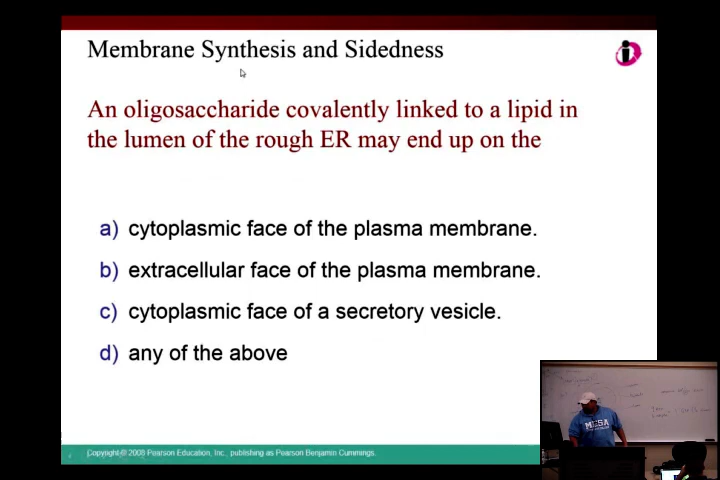 Membrane Synthesis and Sidedness
An oligosaccharide covalently linked to a lipid in
the lumen of the rough ER may end up on the
a) cytoplasmic face of the plasma membrane.
b) extracellular face of the plasma membrane.
c) cytoplasmic face of a secretory vesicle.
d) any of the above
Copyright © 2008 Pearson Education, Inc., publishing as Pearson Benjamin Cummings.
MESA